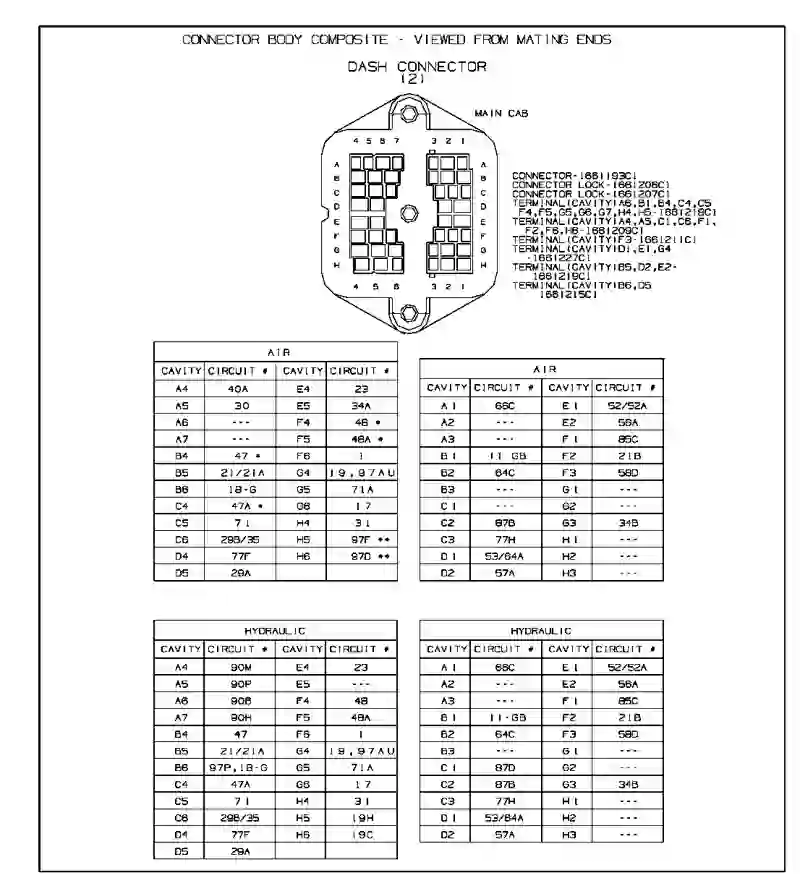 CONNECTOR BODY COMPOSITE - VIEWED FROM MATING ENDS
DASH CONNECTOR
(2)
MAIN CAB
4 5 6 7 3 2 1
A A
B B
C C
D D
E E
F F
G G
H H
4 5 6 3 2 1
CONNECTOR-1661193C1
CONNECTOR LOCK-1661206C1
CONNECTOR LOCK-1661207C1
TERMINAL(CAVITY)A6,B1,B4,C4,C5
F4,F5,G5,G6,G7,H4,H5-1661219C1
TERMINAL(CAVITY)A4,A5,C1,C6,F1,
F2,F6,H6-1661209C1
TERMINAL(CAVITY)F3-1661211C1
TERMINAL(CAVITY)D1,E1,G4
-1661227C1
TERMINAL(CAVITY)B5,D2,E2-
1661219C1
TERMINAL(CAVITY)B6,D5
1661215C1
AIR
CAVITY CIRCUIT # CAVITY CIRCUIT #
A4 40A E4 23
A5 30 E5 34A
A6 --- F4 48 *
A7 --- F5 48A *
B4 47 * F6 1
B5 21/21A G4 19,97AU
B6 18-G G5 71A
C4 47A * G6 17
C5 71 H4 31
C6 29B/35 H5 97F **
D4 77F H6 97D **
D5 29A
AIR
CAVITY CIRCUIT # CAVITY CIRCUIT #
A1 66C E1 52/52A
A2 --- E2 56A
A3 --- F1 85C
B1 11-GB F2 21B
B2 64C F3 58D
B3 --- G1 ---
C1 --- G2 ---
C2 87B G3 34B
C3 77H H1 ---
D1 53/64A H2 ---
D2 57A H3 ---
HYDRAULIC
CAVITY CIRCUIT # CAVITY CIRCUIT #
A4 90M E4 23
A5 90P E5 ---
A6 90B F4 48
A7 90H F5 48A
B4 47 F6 1
B5 21/21A G4 19,97AU
B6 97P,18-G G5 71A
C4 47A G6 17
C5 71 H4 31
C6 29B/35 H5 19H
D4 77F H6 19C
D5 29A
HYDRAULIC
CAVITY CIRCUIT # CAVITY CIRCUIT #
A1 66C E1 52/52A
A2 --- E2 56A
A3 --- F1 85C
B1 11-GB F2 21B
B2 64C F3 58D
B3 --- G1 ---
C1 87D G2 ---
C2 87B G3 34B
C3 77H H1 ---
D1 53/64A H2 ---
D2 57A H3 ---